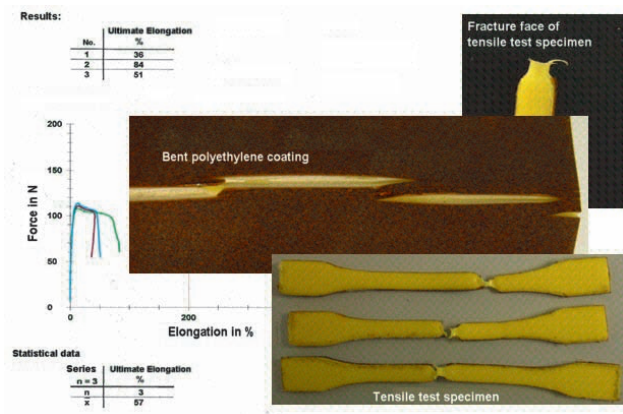 Results:
Ultimate Elongation
No. %
1 36
2 84
3 51
Fracture face of
tensile test specimen
Bent polyethylene coating
200
150
100
50
0
Force in N
0 200
Elongation in %
Statistical data
Series Ultimate Elongation
n = 3 %
n 3
x 57
Tensile test specimen